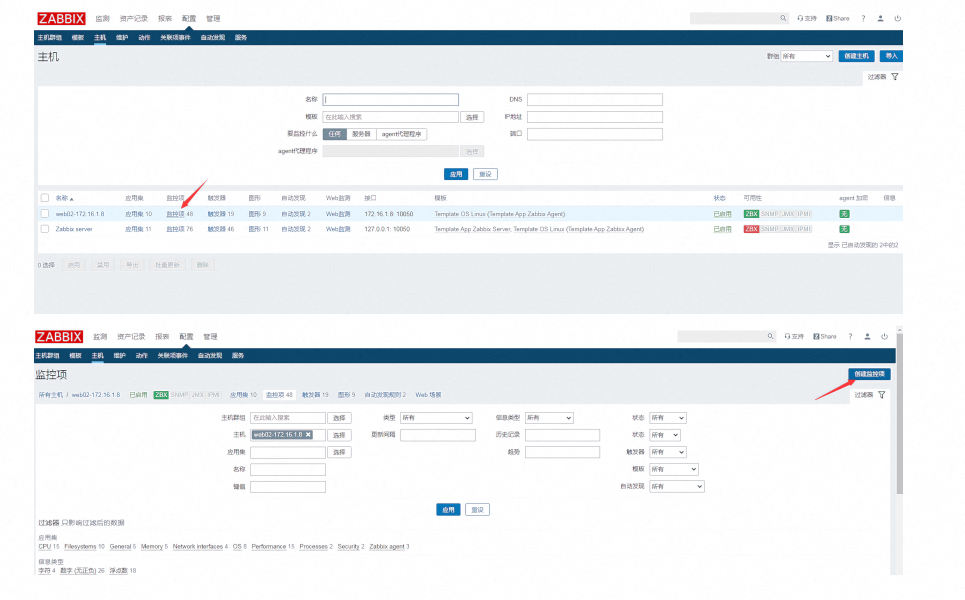 ZABBIX 监测 资产记录 报表 配置 管理 支持 Share ?
主机群组 模板 主机 维护 动作 关联项事件 自动发现 服务
主机 群组 所有 创建主机 导入
过滤器
名称 DNS
模板 在此输入搜索 选择 IP地址
要监控什么 任何 服务器 agent代理程序 端口
agent代理程序 选择
应用 重设
名称 应用集 监控项 触发器 图形 自动发现 Web监测 接口 模板 状态 可用性 agent 加密 信息
web02-172.16.1.8 应用集 10 监控项 48 触发器 19 图形 9 自动发现 2 Web监测 172.16.1.8: 10050 Template OS Linux (Template App Zabbix Agent) 已启用 ZBX SNMP JMX IPMI 无
Zabbix server 应用集 11 监控项 76 触发器 46 图形 11 自动发现 2 Web监测 127.0.0.1: 10050 Template App Zabbix Server, Template OS Linux (Template App Zabbix Agent) 已启用 ZBX SNMP JMX IPMI 无
显示 已自动发现的 2中的2
0 选择 启用 禁用 导出 批量更新 删除
ZABBIX 监测 资产记录 报表 配置 管理 支持 Share ?
主机群组 模板 主机 维护 动作 关联项事件 自动发现 服务
监控项 创建监控项
所有主机 / web02-172.16.1.8 已启用 ZBX SNMP JMX IPMI 应用集 10 监控项 48 触发器 19 图形 9 自动发现规则 2 Web 场景 过滤器
主机群组 在此输入搜索 选择 类型 所有 信息类型 所有 状态 所有
主机 web02-172.16.1.8 选择 更新间隔 历史记录 状态 所有
应用集 选择 趋势 触发器 所有
名称 模板 所有
键值 自动发现 所有
应用 重设
过滤器 只影响过滤后的数据
应用集
CPU 15 Filesystems 10 General 5 Memory 5 Network interfaces 4 OS 8 Performance 15 Processes 2 Security 2 Zabbix agent 3
信息类型
字符 4 数字 (无正负) 26 浮点数 18